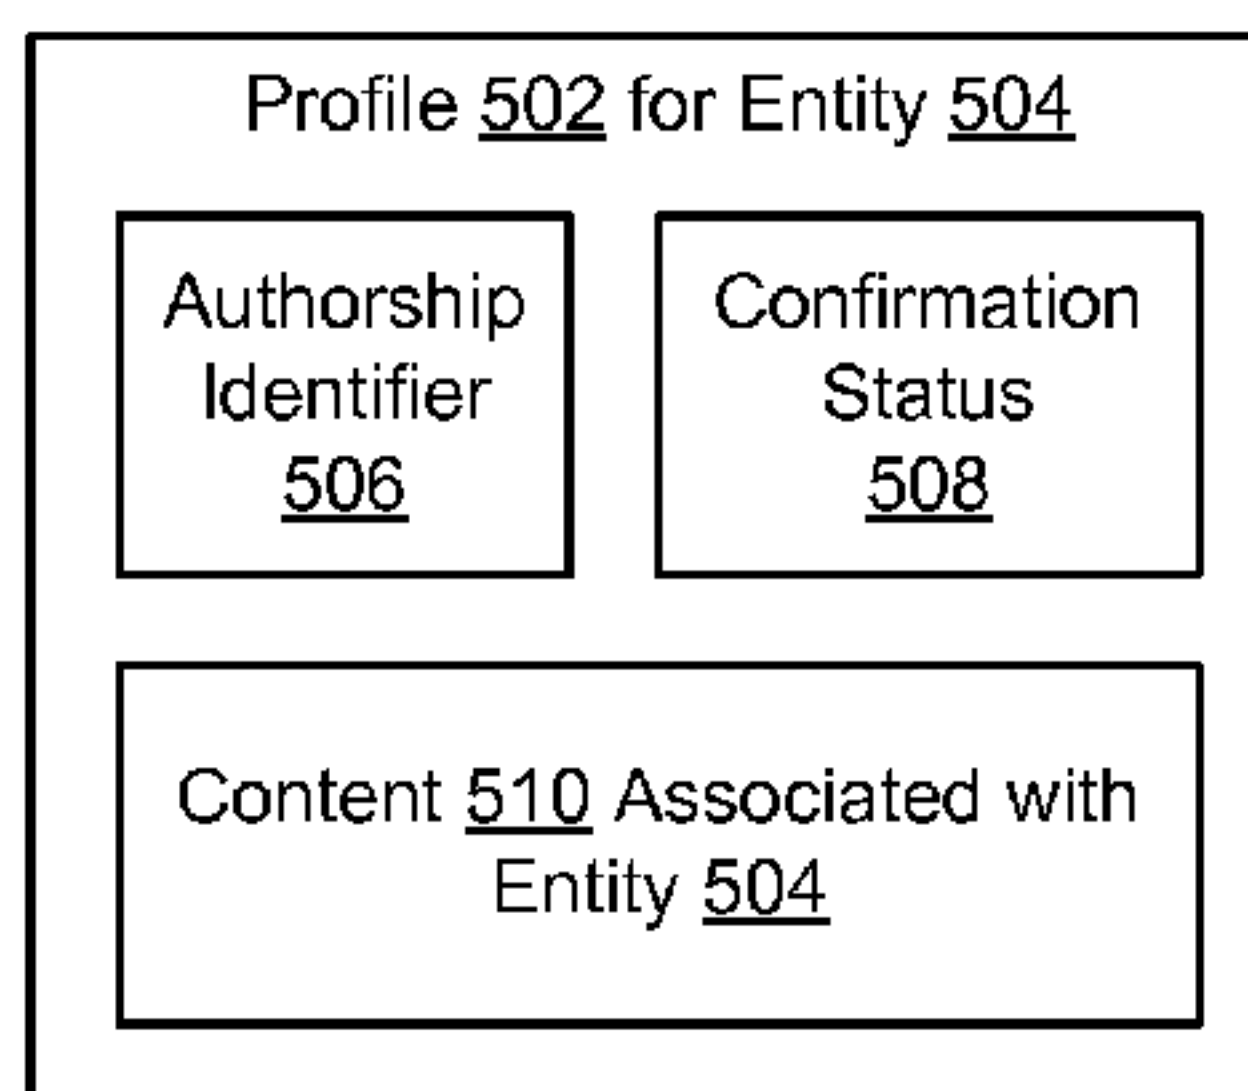 Profile 502 for Entity 504
Authorship
Identifier
506
Confirmation
Status
508
Content 510 Associated with
Entity 504